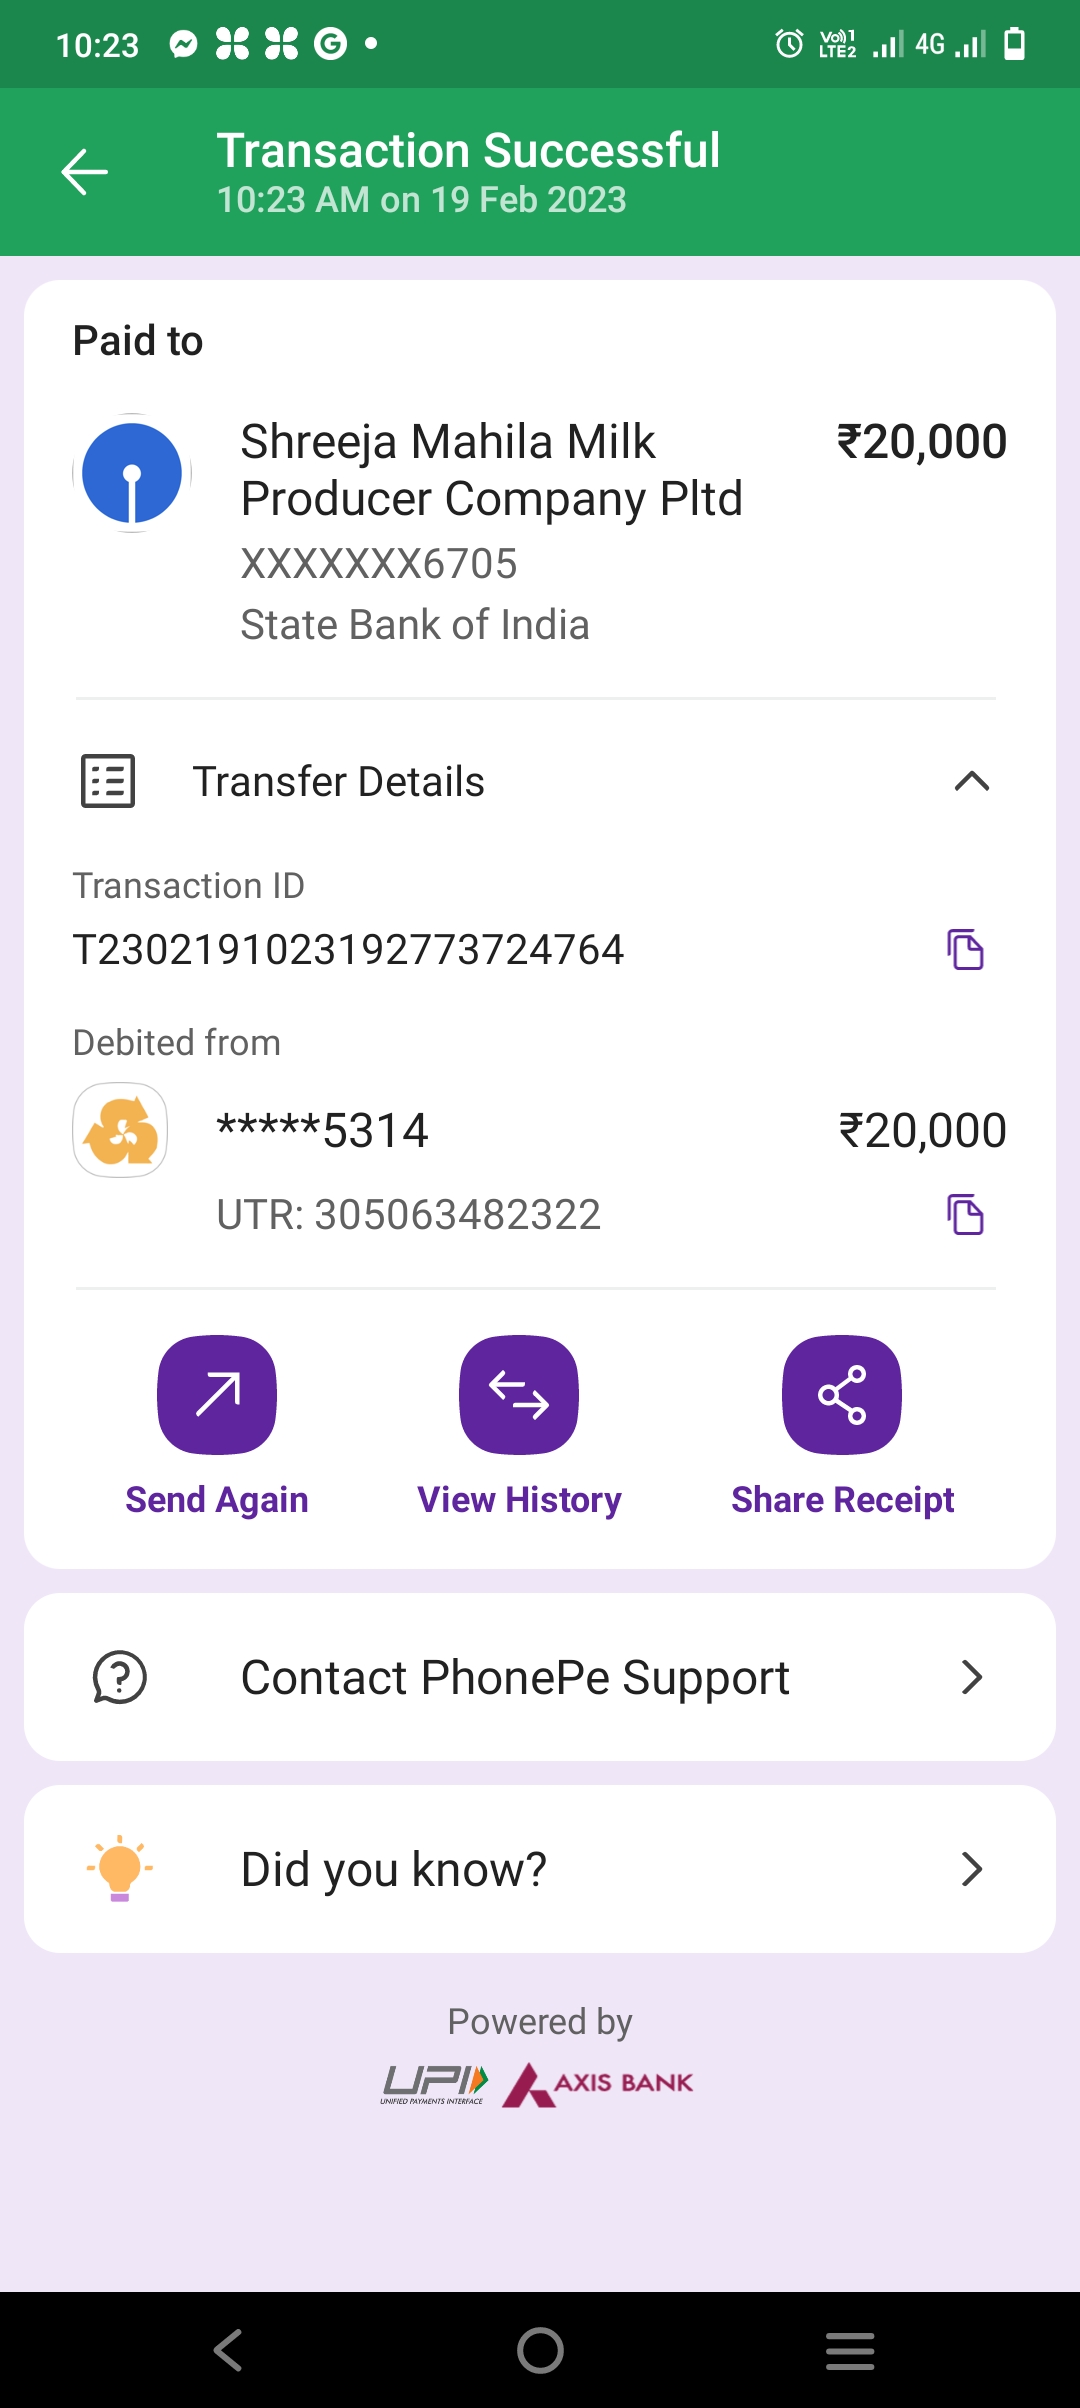 10:23
Vo)) 1
LTE2
4G
Transaction Successful
10:23 AM on 19 Feb 2023
Paid to
Shreeja Mahila Milk ₹20,000
Producer Company Pltd
XXXXXXX6705
State Bank of India
Transfer Details
Transaction ID
T2302191023192773724764
Debited from
*****5314 ₹20,000
UTR: 305063482322
Send Again View History Share Receipt
Contact PhonePe Support
Did you know?
Powered by
UPI AXIS BANK
UNIFIED PAYMENTS INTERFACE